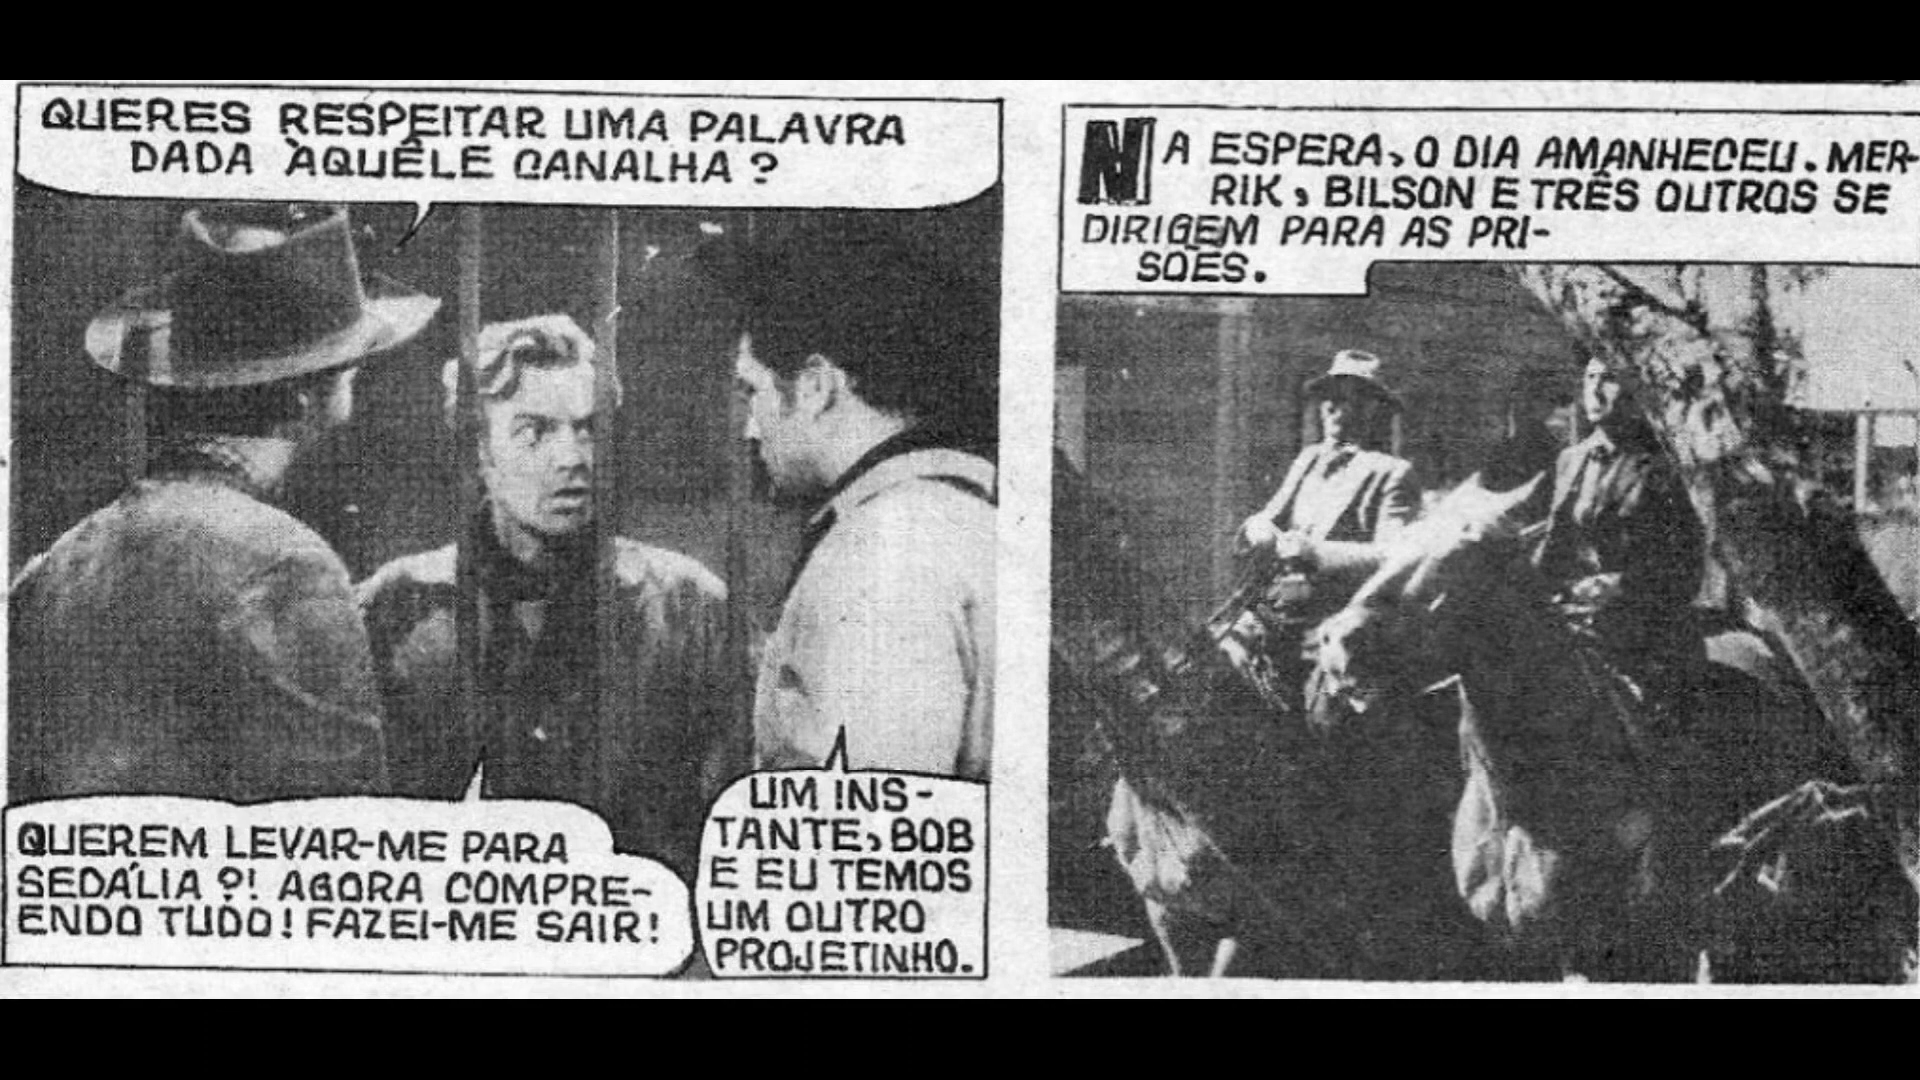 QUERES RESPEITAR UMA PALAVRA
DADA ÀQUÊLE CANALHA?
QUEREM LEVAR-ME PARA
SEDÁLIA?! AGORA COMPRE-
ENDO TUDO! FAZEI-ME SAIR!
UM INS-
TANTE, BOB
E EU TEMOS
UM OUTRO
PROJETINHO.
NA ESPERA, O DIA AMANHECEU. MER-
RIK, BILSON E TRÊS OUTROS SE
DIRIGEM PARA AS PRI-
SÕES.